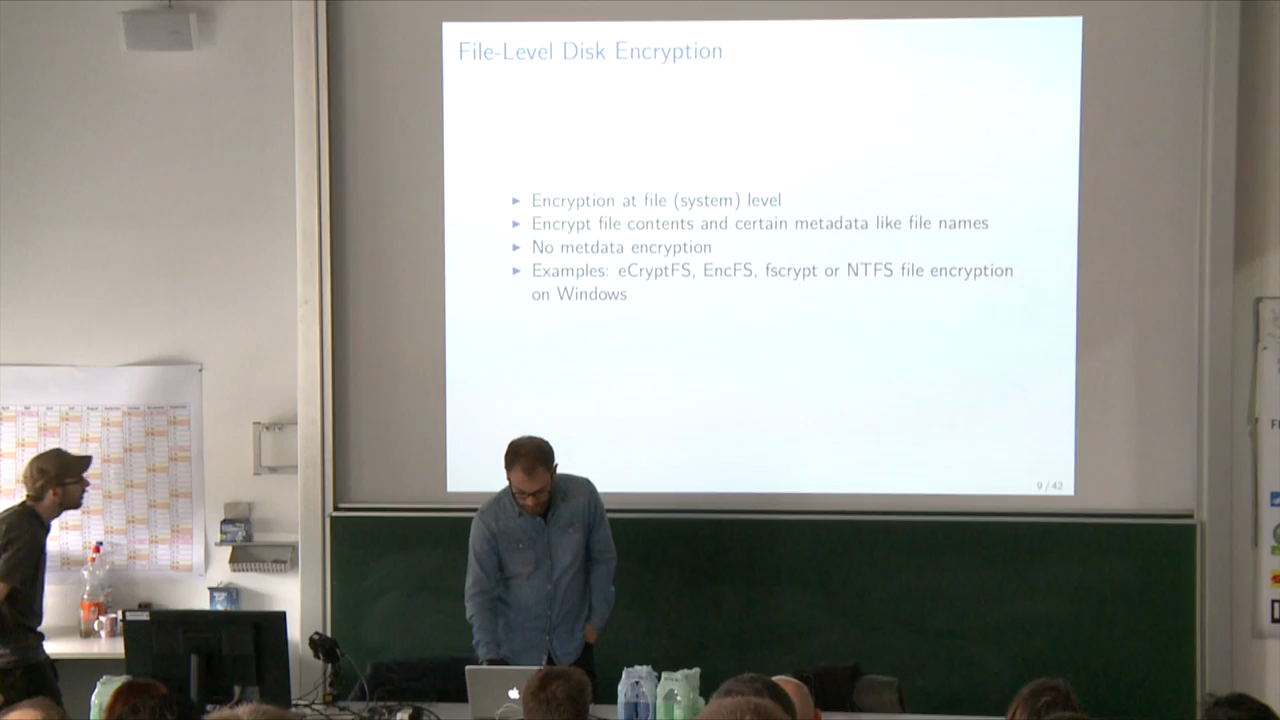 File-Level Disk Encryption
▶ Encryption at file (system) level
▶ Encrypt file contents and certain metadata like file names
▶ No metdata encryption
▶ Examples: eCryptFS, EncFS, fscrypt or NTFS file encryption
on Windows
9 / 42